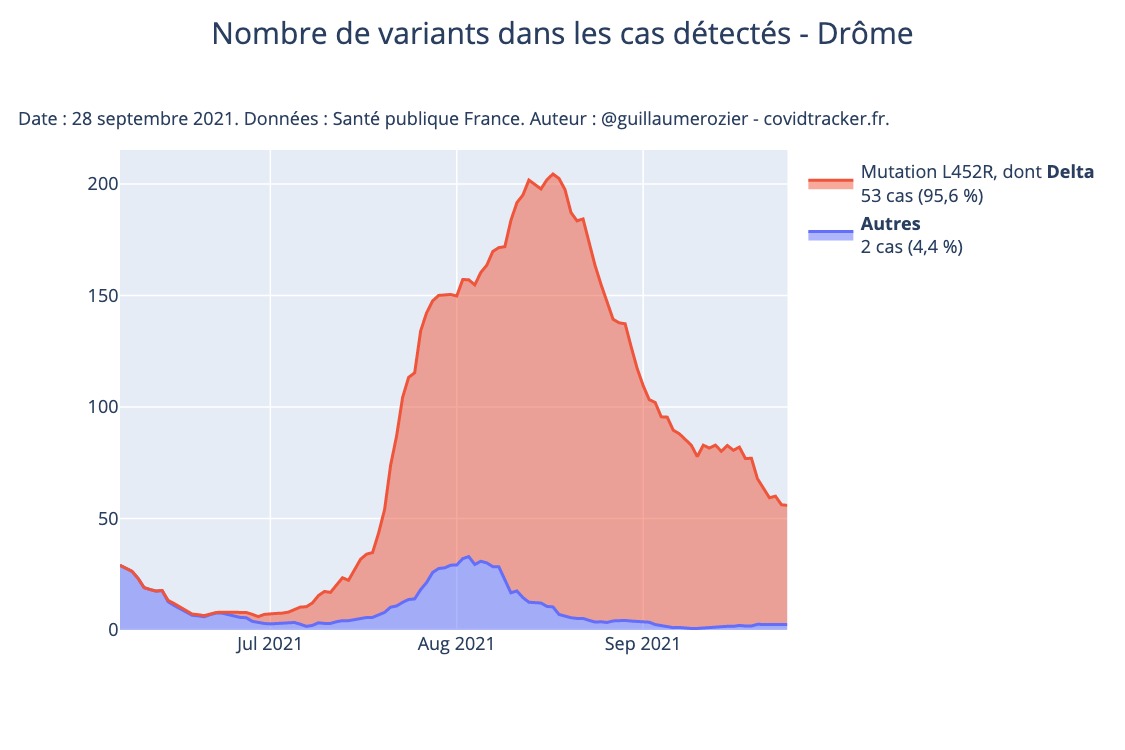 Nombre de variants dans les cas détectés - Drôme
Date : 28 septembre 2021. Données : Santé publique France. Auteur : @guillaumerozier - covidtracker.fr.
Mutation L452R, dont Delta
53 cas (95,6 %)
Autres
2 cas (4,4 %)
200
150
100
50
0
Jul 2021
Aug 2021
Sep 2021